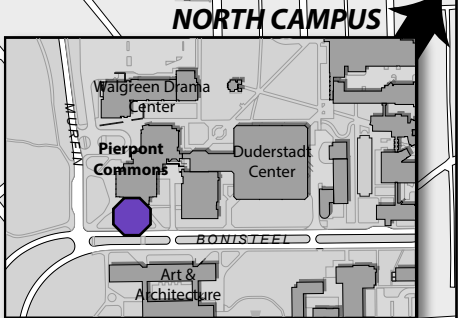 NORTH CAMPUS
Walgreen Drama
Center
MURFIN
Pierpont
Commons
Duderstadt
Center
BONISTEEL
Art &
Architecture